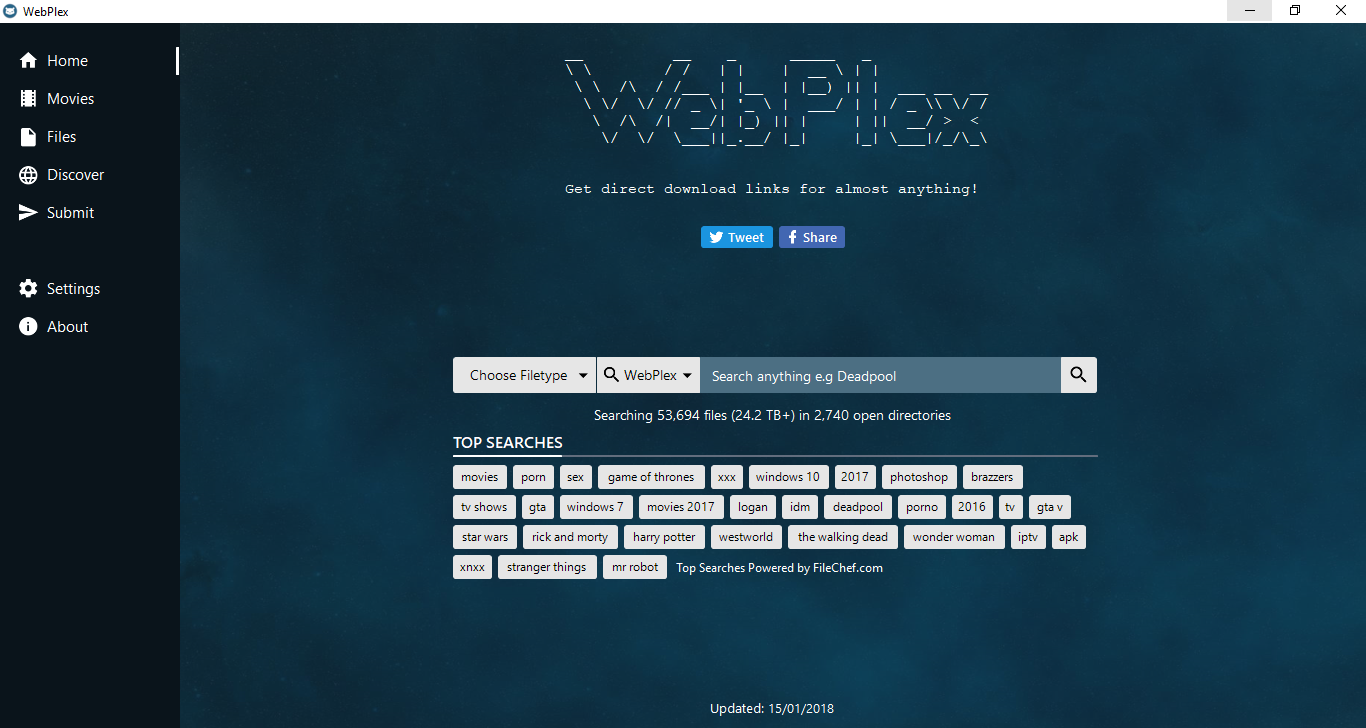 WebPlex
Home
Movies
Files
Discover
Submit
Settings
About
WebPlex
Get direct download links for almost anything!
Tweet
Share
Choose Filetype
WebPlex
Search anything e.g Deadpool
Searching 53,694 files (24.2 TB+) in 2,740 open directories
TOP SEARCHES
movies porn sex game of thrones xxx windows 10 2017 photoshop brazzers
tv shows gta windows 7 movies 2017 logan idm deadpool porno 2016 tv gta v
star wars rick and morty harry potter westworld the walking dead wonder woman iptv apk
xnxx stranger things mr robot Top Searches Powered by FileChef.com
Updated: 15/01/2018